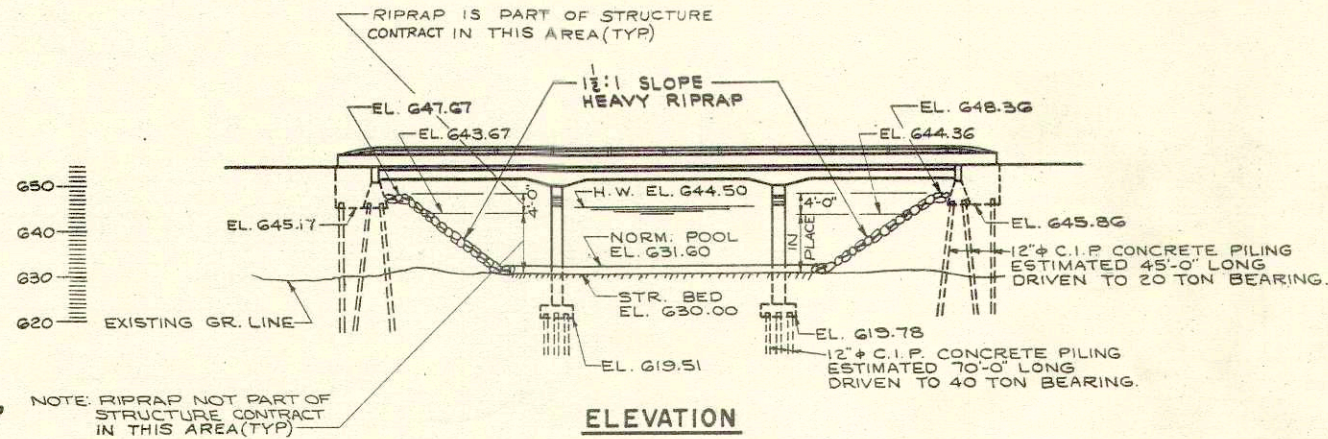 RIPRAP IS PART OF STRUCTURE
CONTRACT IN THIS AREA (TYP)
1½:1 SLOPE
HEAVY RIPRAP
EL. 647.67
EL. 643.67
EL. 648.36
EL. 644.36
650
640
630
620
H.W. EL. 644.50
4'-0"
4'-0"
EL. 645.17
EL. 645.86
NORM. POOL
EL. 631.60
IN
PLACE
12"φ C.I.P. CONCRETE PILING
ESTIMATED 45'-0" LONG
DRIVEN TO 20 TON BEARING.
STR. BED
EL. 630.00
EXISTING GR. LINE
EL. 619.78
EL. 619.51
12"φ C.I.P. CONCRETE PILING
ESTIMATED 70'-0" LONG
DRIVEN TO 40 TON BEARING.
NOTE: RIPRAP NOT PART OF
STRUCTURE CONTRACT
IN THIS AREA (TYP)
ELEVATION